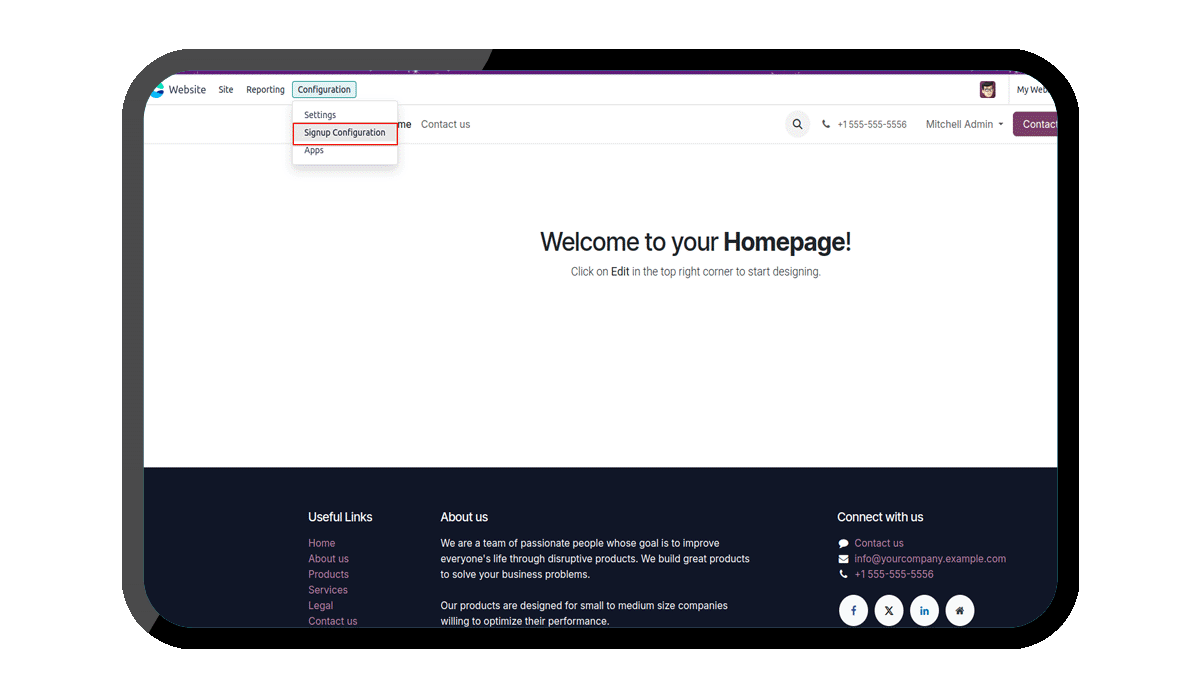 Website Site Reporting Configuration My Web
Settings
Signup Configuration
Apps
me Contact us +1 555-555-5556 Mitchell Admin Contact
Welcome to your Homepage!
Click on Edit in the top right corner to start designing.
Useful Links
Home
About us
Products
Services
Legal
Contact us
About us
We are a team of passionate people whose goal is to improve
everyone's life through disruptive products. We build great products
to solve your business problems.
Our products are designed for small to medium size companies
willing to optimize their performance.
Connect with us
Contact us
info@yourcompany.example.com
+1 555-555-5556